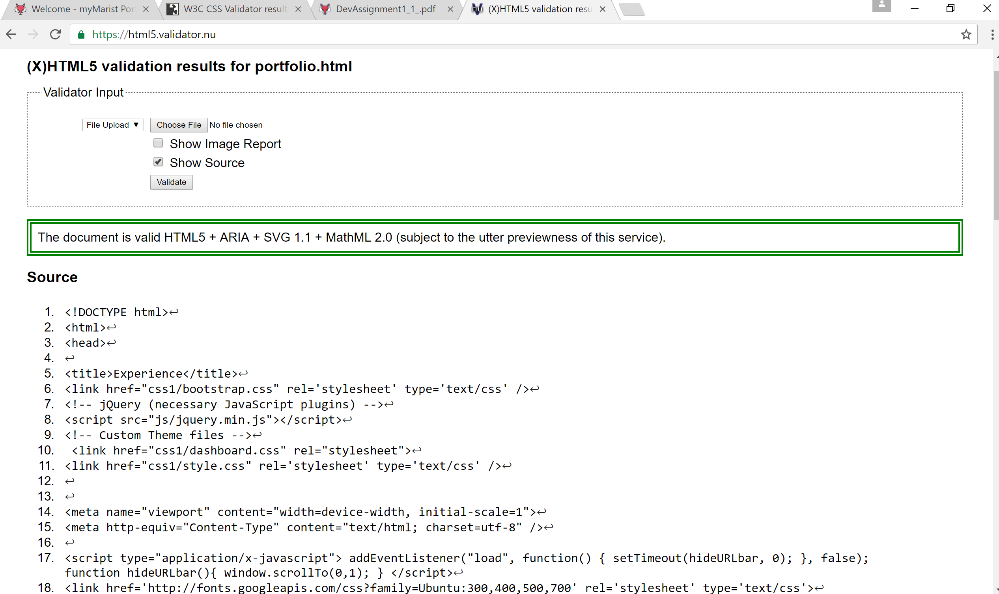 Welcome - myMarist Por
W3C CSS Validator result
DevAssignment1_1_.pdf
(X)HTML5 validation resu
https://html5.validator.nu
(X)HTML5 validation results for portfolio.html
Validator Input
File Upload ▼ Choose File No file chosen
Show Image Report
Show Source
Validate
The document is valid HTML5 + ARIA + SVG 1.1 + MathML 2.0 (subject to the utter previewness of this service).
Source
1. <!DOCTYPE html>↩
2. <html>↩
3. <head>↩
4. ↩
5. <title>Experience</title>↩
6. <link href="css1/bootstrap.css" rel='stylesheet' type='text/css' />↩
7. <!-- jQuery (necessary JavaScript plugins) -->↩
8. <script src="js/jquery.min.js"></script>↩
9. <!-- Custom Theme files -->↩
10.  <link href="css1/dashboard.css" rel="stylesheet">↩
11. <link href="css1/style.css" rel='stylesheet' type='text/css' />↩
12. ↩
13. ↩
14. <meta name="viewport" content="width=device-width, initial-scale=1">↩
15. <meta http-equiv="Content-Type" content="text/html; charset=utf-8" />↩
16. ↩
17. <script type="application/x-javascript"> addEventListener("load", function() { setTimeout(hideURLbar, 0); }, false);
function hideURLbar(){ window.scrollTo(0,1); } </script>↩
18. <link href='http://fonts.googleapis.com/css?family=Ubuntu:300,400,500,700' rel='stylesheet' type='text/css'>↩